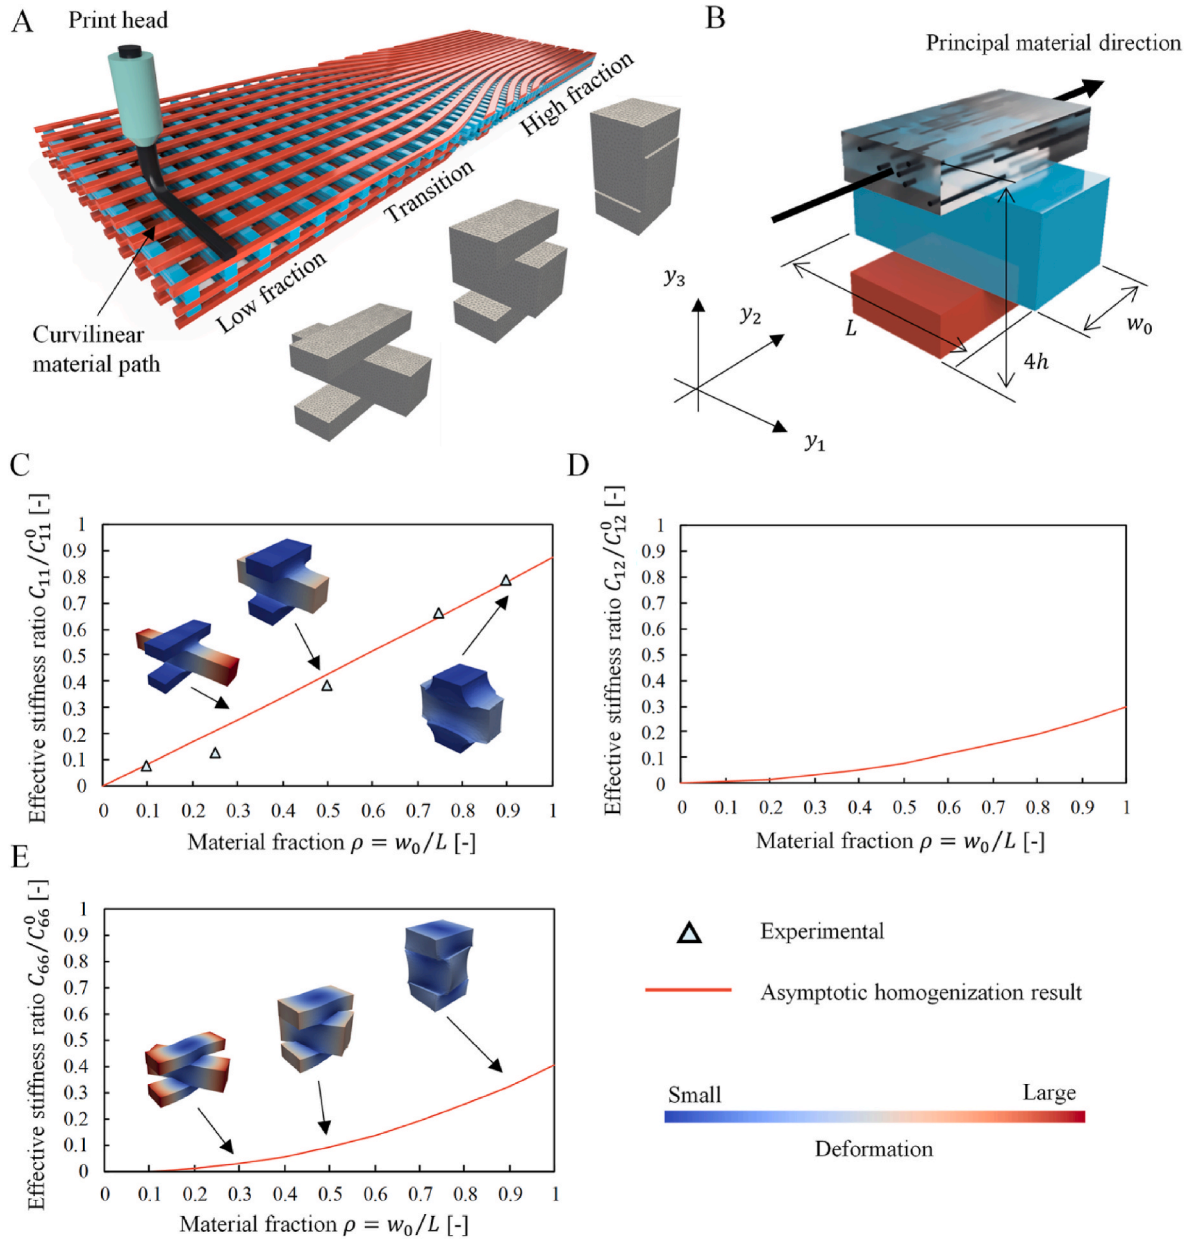 A
Print head
High fraction
Transition
Low fraction
Curvilinear
material path
B
Principal material direction
y₃
y₂
y₁
L
w₀
4h
C
Effective stiffness ratio C₁₁/C⁰₁₁ [-]
1
0.9
0.8
0.7
0.6
0.5
0.4
0.3
0.2
0.1
0
0 0.1 0.2 0.3 0.4 0.5 0.6 0.7 0.8 0.9 1
Material fraction ρ = w₀/L [-]
D
Effective stiffness ratio C₁₂/C⁰₁₂ [-]
1
0.9
0.8
0.7
0.6
0.5
0.4
0.3
0.2
0.1
0
0 0.1 0.2 0.3 0.4 0.5 0.6 0.7 0.8 0.9 1
Material fraction ρ = w₀/L [-]
E
Effective stiffness ratio C₆₆/C⁰₆₆ [-]
1
0.9
0.8
0.7
0.6
0.5
0.4
0.3
0.2
0.1
0
0 0.1 0.2 0.3 0.4 0.5 0.6 0.7 0.8 0.9 1
Material fraction ρ = w₀/L [-]
Experimental
Asymptotic homogenization result
Small Large
Deformation